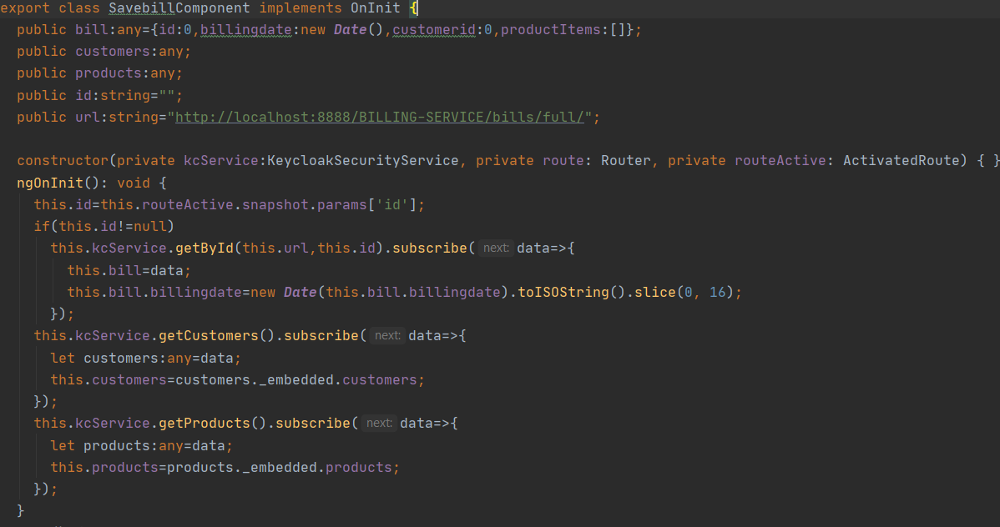 export class SavebillComponent implements OnInit {
public bill:any={id:0,billingdate:new Date(),customerid:0,productItems:[]};
public customers:any;
public products:any;
public id:string="";
public url:string="http://localhost:8888/BILLING-SERVICE/bills/full/";
constructor(private kcService:KeycloakSecurityService, private route: Router, private routeActive: ActivatedRoute) { }
ngOnInit(): void {
this.id=this.routeActive.snapshot.params['id'];
if(this.id!=null)
this.kcService.getById(this.url,this.id).subscribe( next: data=>{
this.bill=data;
this.bill.billingdate=new Date(this.bill.billingdate).toISOString().slice(0, 16);
});
this.kcService.getCustomers().subscribe( next: data=>{
let customers:any=data;
this.customers=customers._embedded.customers;
});
this.kcService.getProducts().subscribe( next: data=>{
let products:any=data;
this.products=products._embedded.products;
});
}